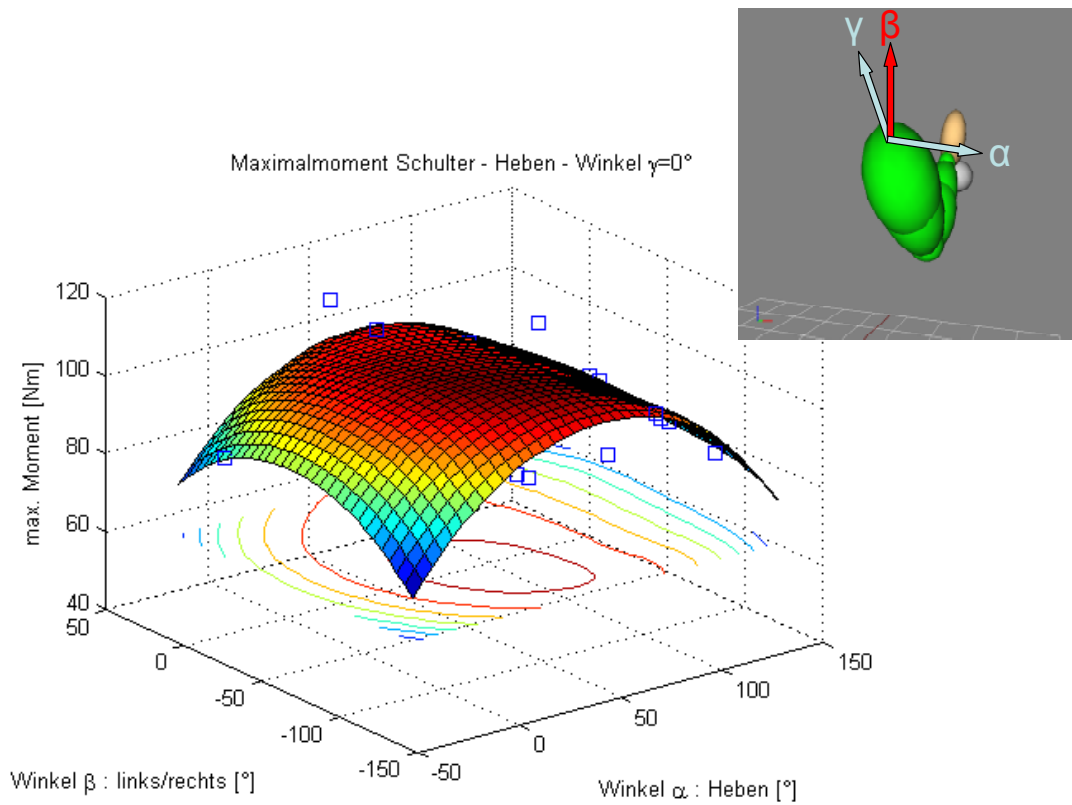 γ
β
α
Maximalmoment Schulter - Heben - Winkel γ=0°
120
100
80
60
40
max. Moment [Nm]
50
0
-50
-100
-150
Winkel β : links/rechts [°]
-50
0
50
100
150
Winkel α : Heben [°]